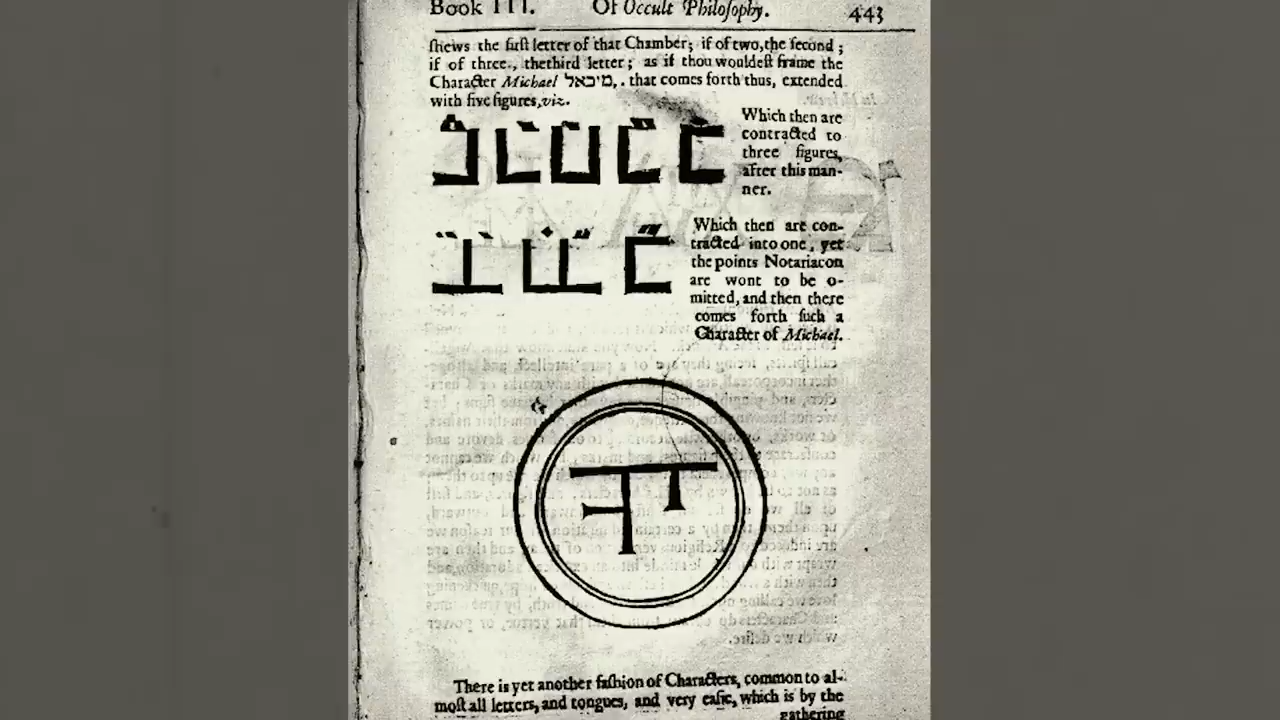 Book III. Of Occult Philosophy. 443
ſhews the firſt letter of that Chamber; if of two,the ſecond ;
if of three., thethird letter; as if thou wouldeſt frame the
Character Michael מיכאל,. that comes forth thus, extended
with five figures,viz.
Which then are
contracted to
three figures,
after this man-
ner.
Which then are con-
tracted into one, yet
the points Notariacon
are wont to be o-
mitted, and then there
comes forth ſuch a
Character of Michael.
There is yet another faſhion of Characters, common to al-
moſt all letters, and tongues, and very eaſie, which is by the
gathering